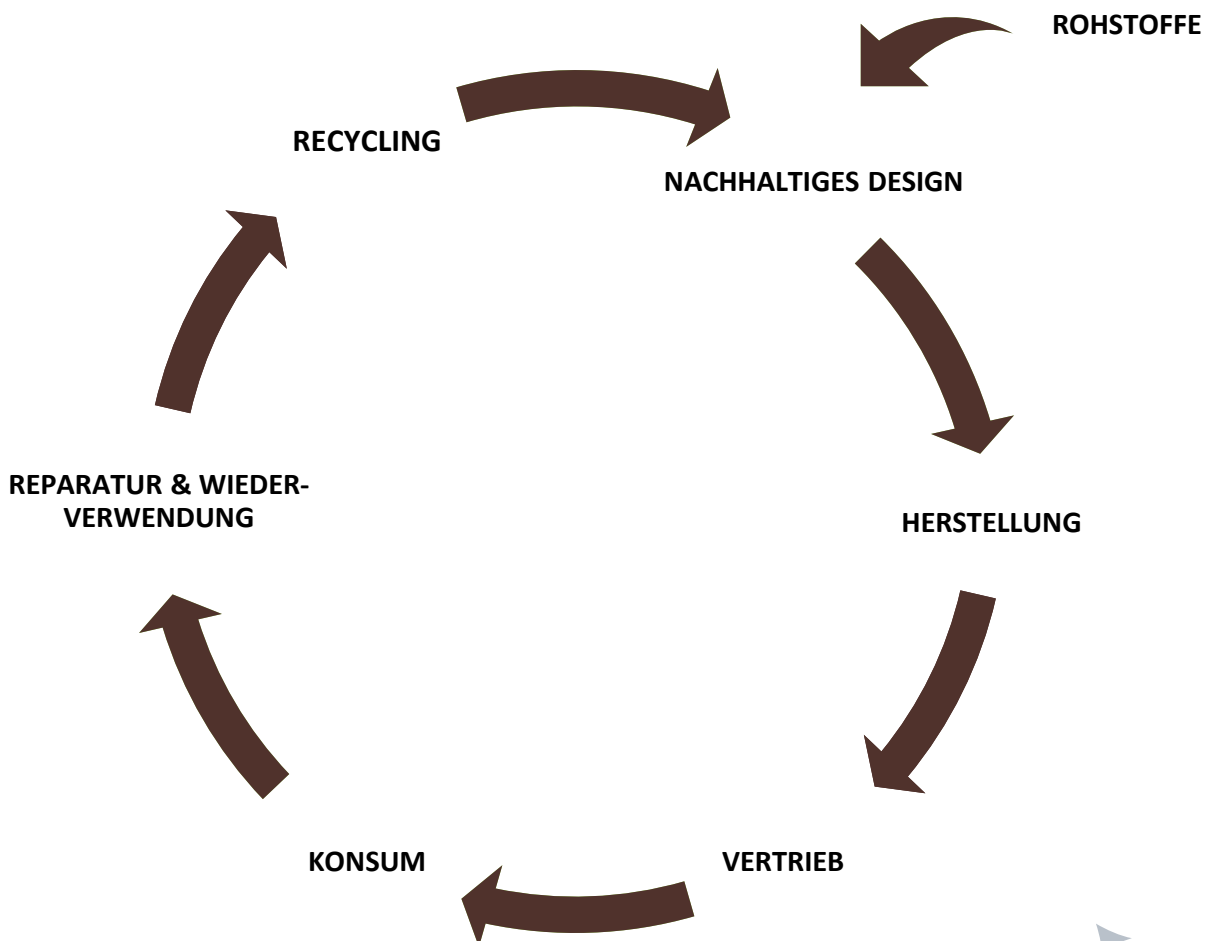 ROHSTOFFE
RECYCLING
NACHHALTIGES DESIGN
REPARATUR & WIEDER-
VERWENDUNG
HERSTELLUNG
KONSUM
VERTRIEB